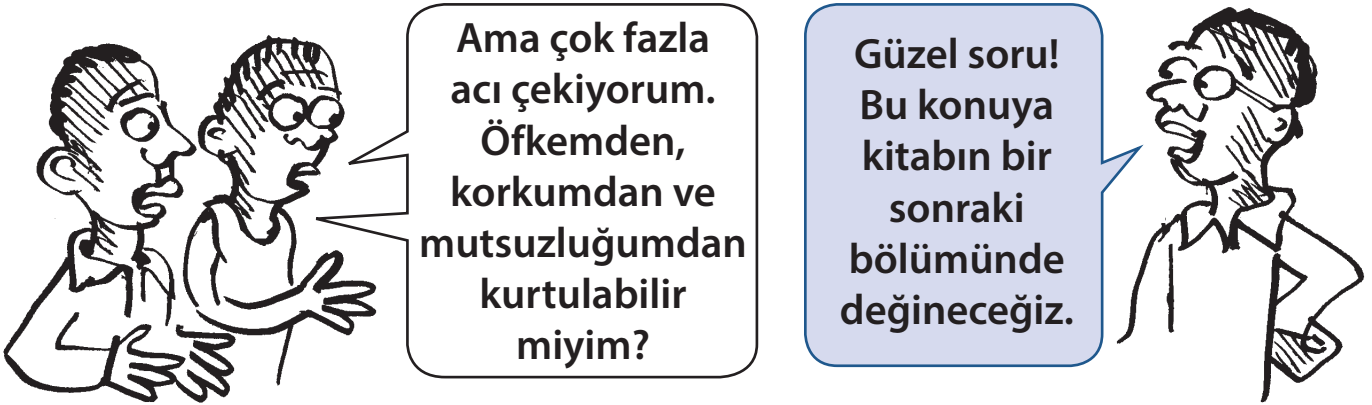 Ama çok fazla
acı çekiyorum.
Öfkemden,
korkumdan ve
mutsuzluğumdan
kurtulabilir
miyim?
Güzel soru!
Bu konuya
kitabın bir
sonraki
bölümünde
değineceğiz.